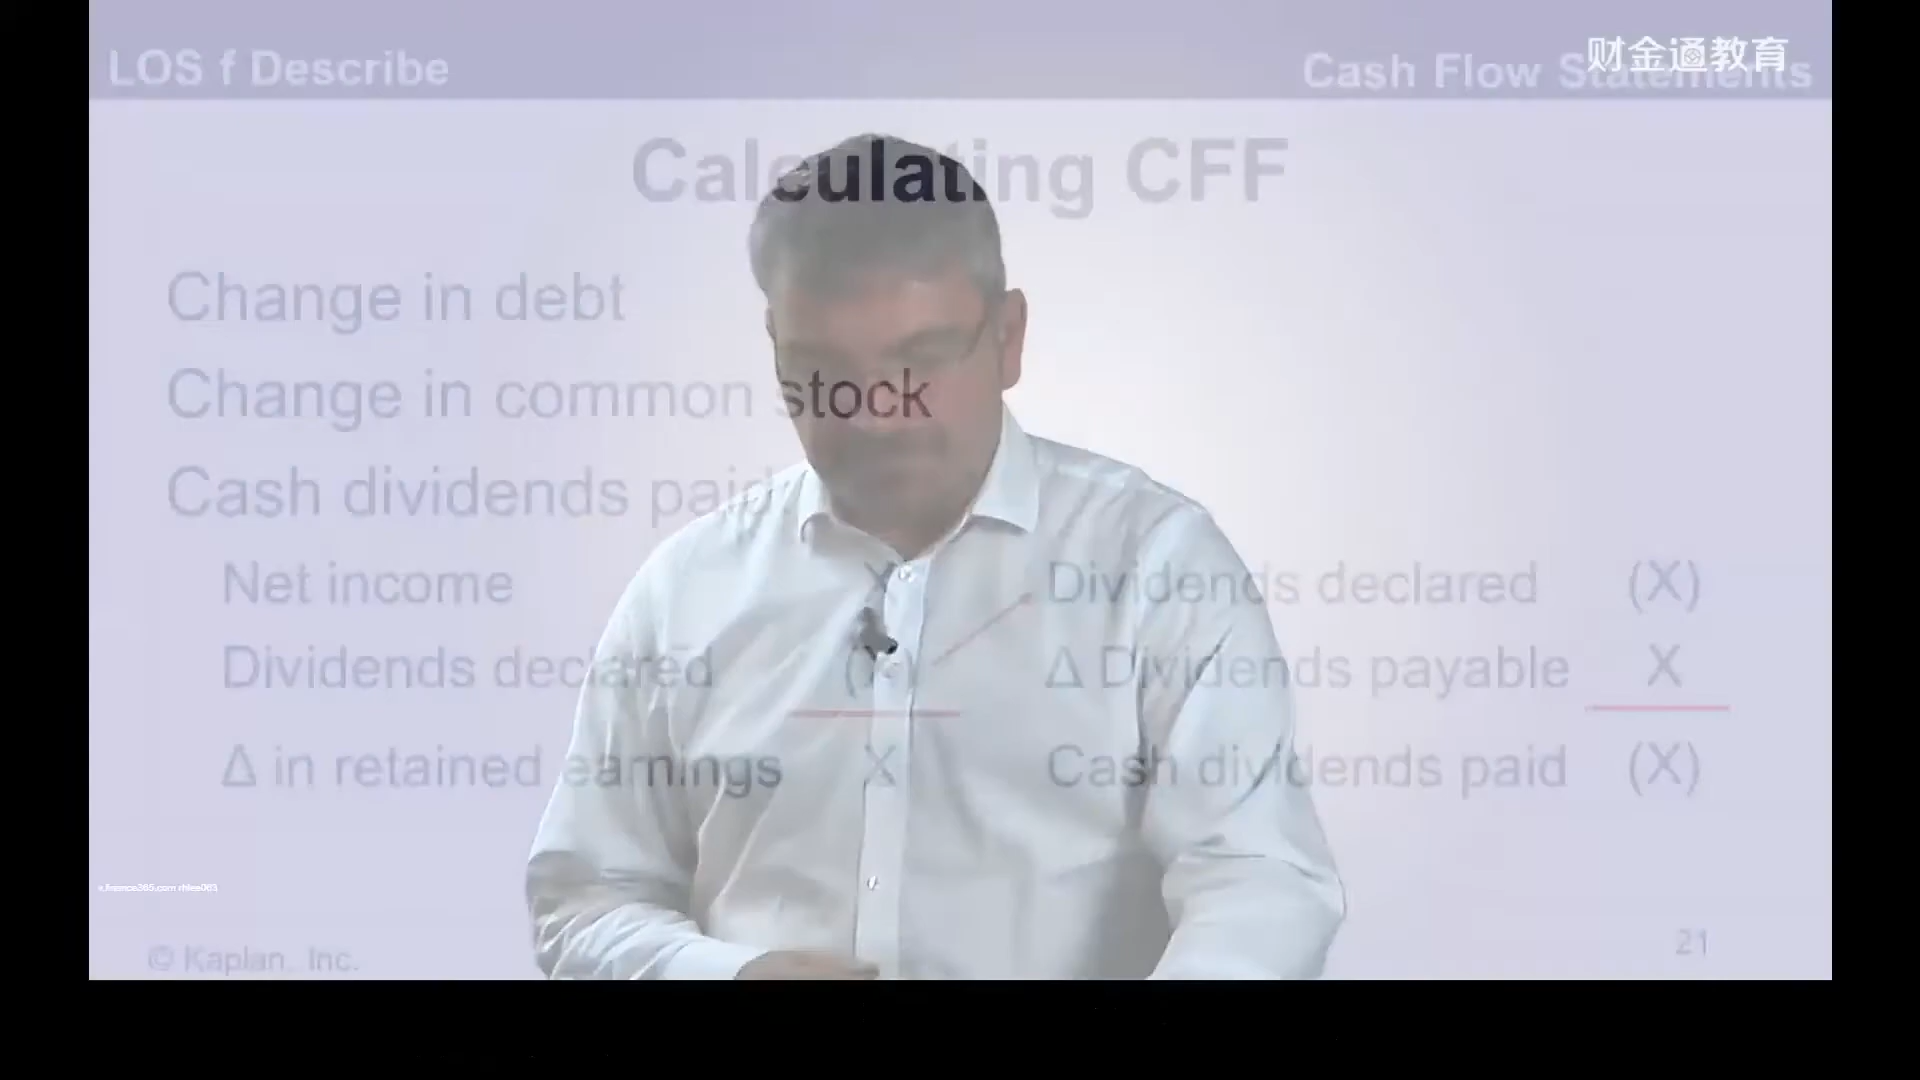 LOS f Describe
Cash Flow Statements
财金通教育
Calculating CFF
Change in debt
Change in common stock
Cash dividends paid
Net income X
Dividends declared (X)
Δ in retained earnings X
Dividends declared (X)
Δ Dividends payable X
Cash dividends paid (X)
© Kaplan, Inc.
21